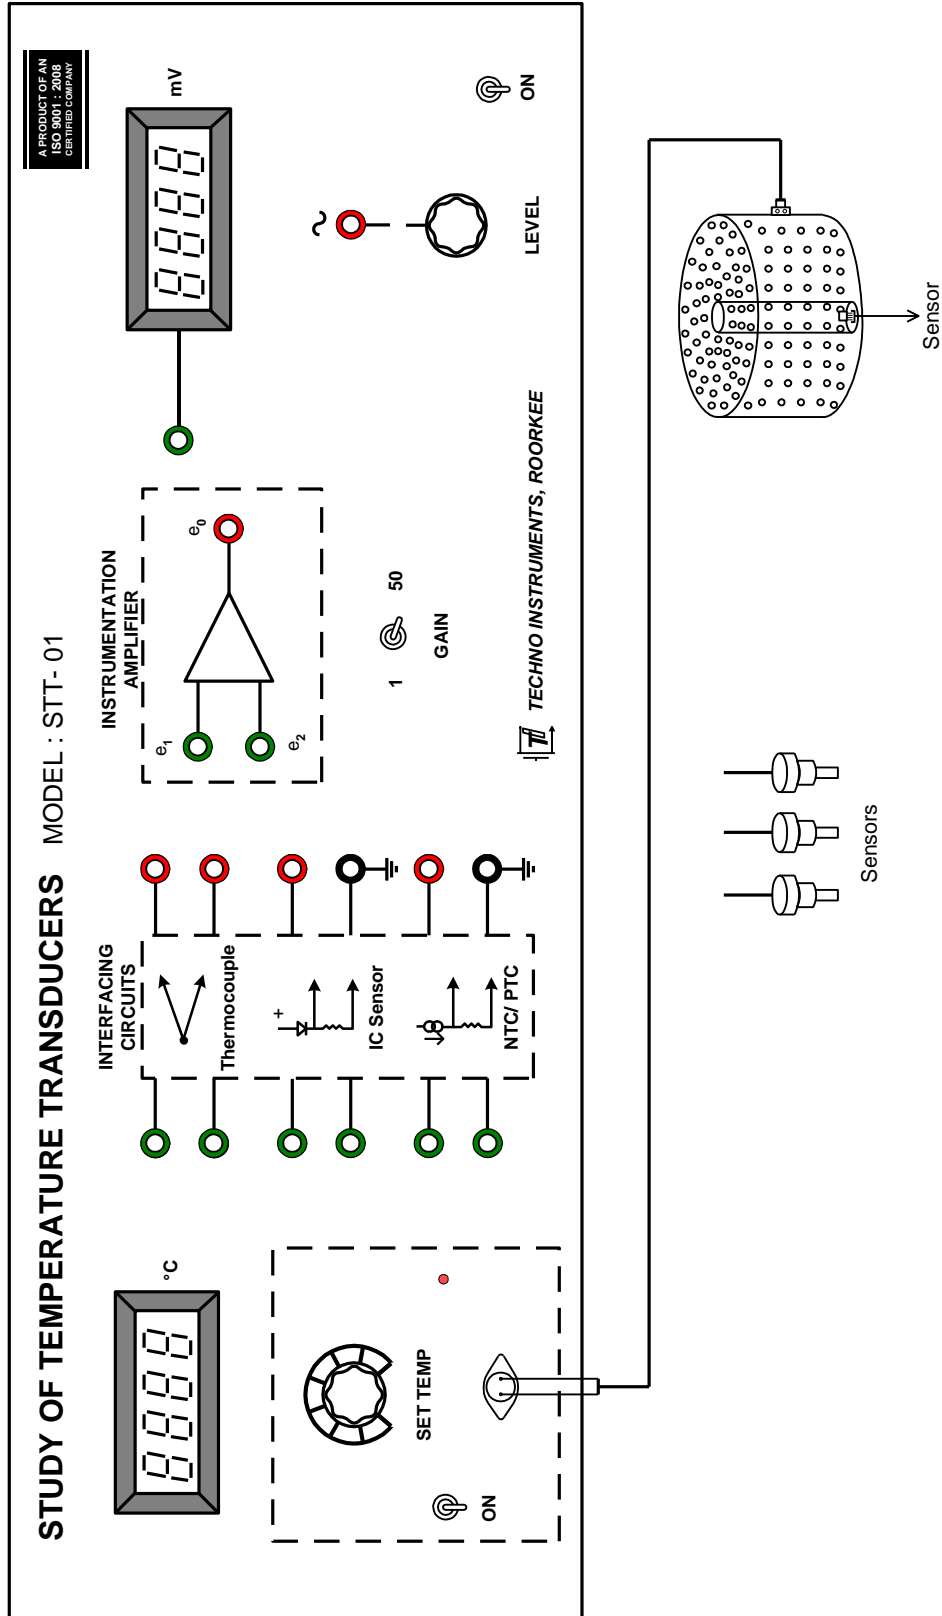 STUDY OF TEMPERATURE TRANSDUCERS MODEL : STT- 01
A PRODUCT OF AN
ISO 9001 : 2008
CERTIFIED COMPANY
°C
SET TEMP
ON
INTERFACING
CIRCUITS
Thermocouple
+
IC Sensor
NTC/ PTC
INSTRUMENTATION
AMPLIFIER
e1
e2
e0
1 50
GAIN
mV
~
LEVEL
ON
TI TECHNO INSTRUMENTS, ROORKEE
Sensors
Sensor